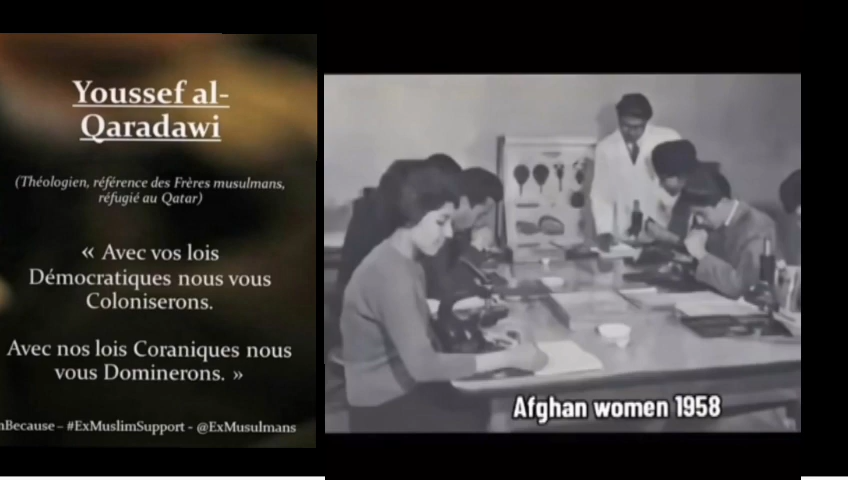 Youssef al-
Qaradawi
(Théologien, référence des Frères musulmans,
réfugié au Qatar)
« Avec vos lois
Démocratiques nous vous
Coloniserons.
Avec nos lois Coraniques nous
vous Dominerons. »
#ExMuslimSupport - @ExMusulmans
Afghan women 1958